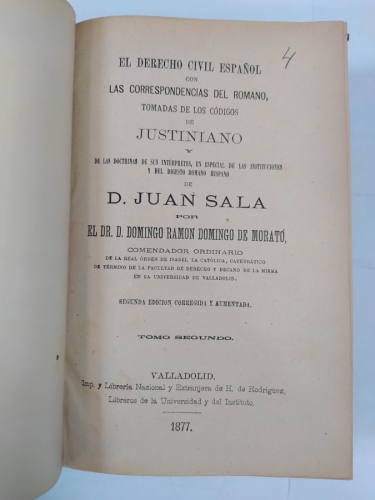 4
EL DERECHO CIVIL ESPAÑOL
CON
LAS CORRESPONDENCIAS DEL ROMANO,
TOMADAS DE LOS CÓDIGOS
DE
JUSTINIANO
Y
DE LAS DOCTRINAS DE SUS INTÉRPRETES, EN ESPECIAL DE LAS INSTITUCIONES
Y DEL DIGESTO ROMANO HISPANO
DE
D. JUAN SALA
POR
EL DR. D. DOMINGO RAMON DOMINGO DE MORATÓ,
COMENDADOR ORDINARIO
DE LA REAL ÓRDEN DE ISABEL LA CATÓLICA, CATEDRÁTICO
DE TÉRMINO DE LA FACULTAD DE DERECHO Y DECANO DE LA MISMA
EN LA UNIVERSIDAD DE VALLADOLID.
SEGUNDA EDICION CORREGIDA Y AUMENTADA.
TOMO SEGUNDO.
VALLADOLID.
Imp. y Librería Nacional y Extranjera de H. de Rodriguez,
Libreros de la Universidad y del Instituto.
1877.